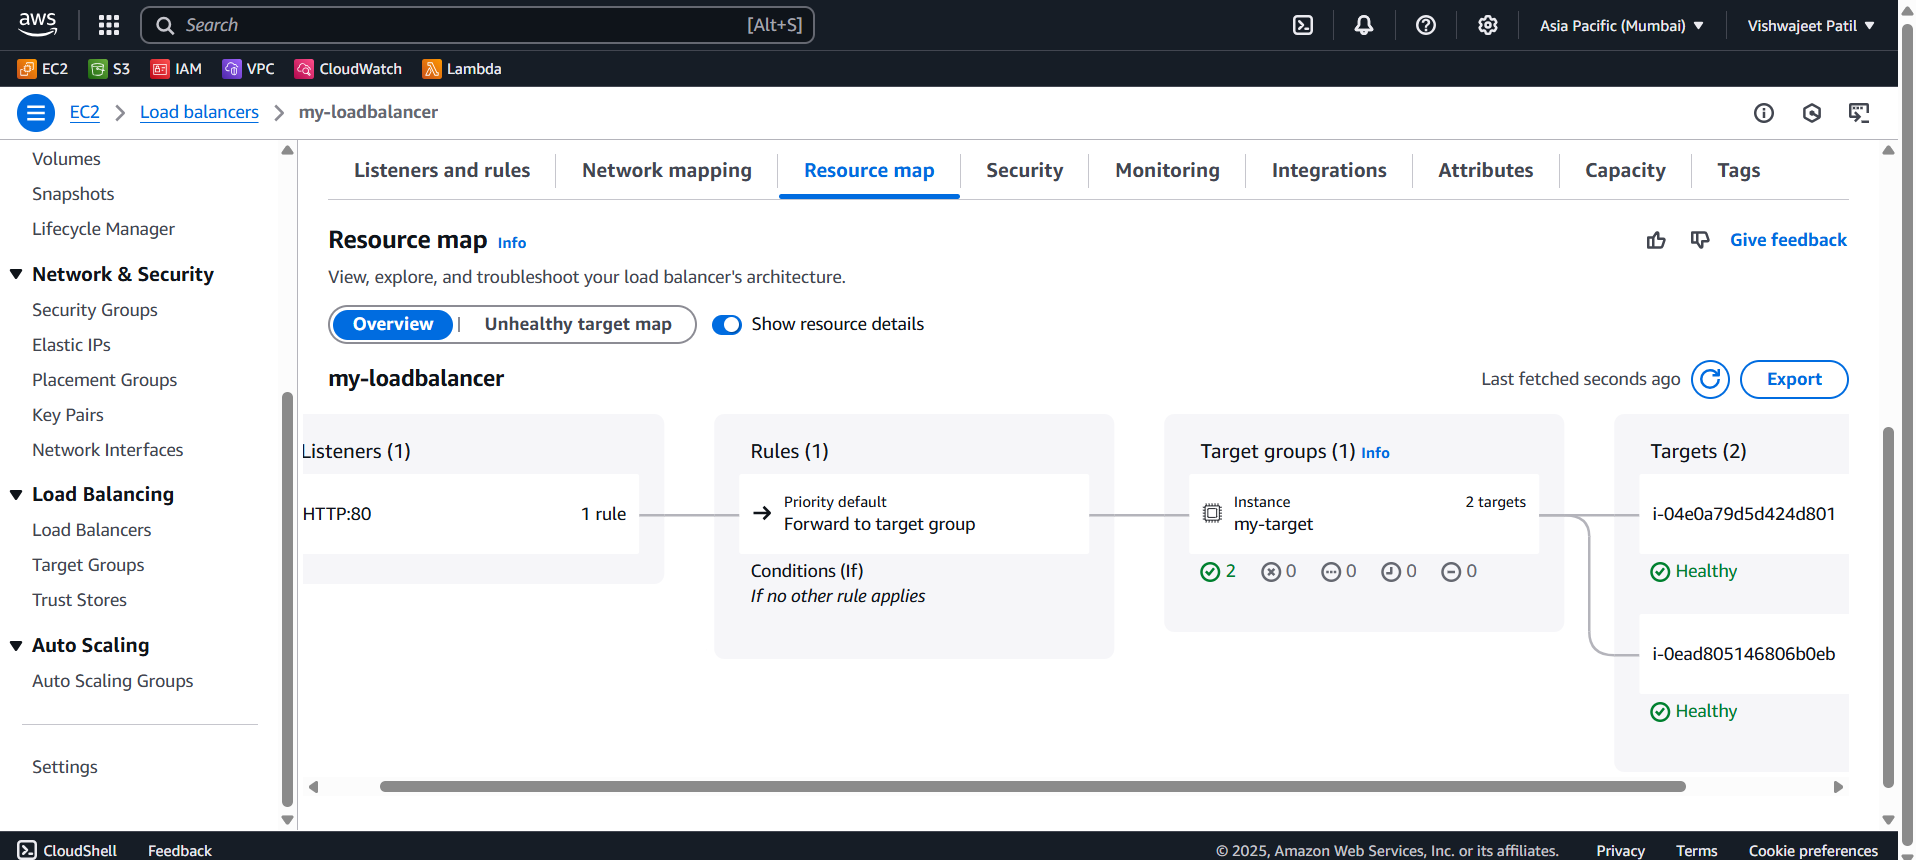 aws
Search [Alt+S]
Asia Pacific (Mumbai)
Vishwajeet Patil
EC2 S3 IAM VPC CloudWatch Lambda
EC2 Load balancers my-loadbalancer
Volumes
Snapshots
Lifecycle Manager
Network & Security
Security Groups
Elastic IPs
Placement Groups
Key Pairs
Network Interfaces
Load Balancing
Load Balancers
Target Groups
Trust Stores
Auto Scaling
Auto Scaling Groups
Settings
Listeners and rules Network mapping Resource map Security Monitoring Integrations Attributes Capacity Tags
Resource map Info
Give feedback
View, explore, and troubleshoot your load balancer's architecture.
Overview | Unhealthy target map Show resource details
my-loadbalancer
Last fetched seconds ago
Export
Listeners (1)
HTTP:80 1 rule
Rules (1)
Priority default
Forward to target group
Conditions (If)
If no other rule applies
Target groups (1) Info
Instance 2 targets
my-target
2 0 0 0 0
Targets (2)
i-04e0a79d5d424d801
Healthy
i-0ead805146806b0eb
Healthy
CloudShell Feedback
© 2025, Amazon Web Services, Inc. or its affiliates. Privacy Terms Cookie preferences